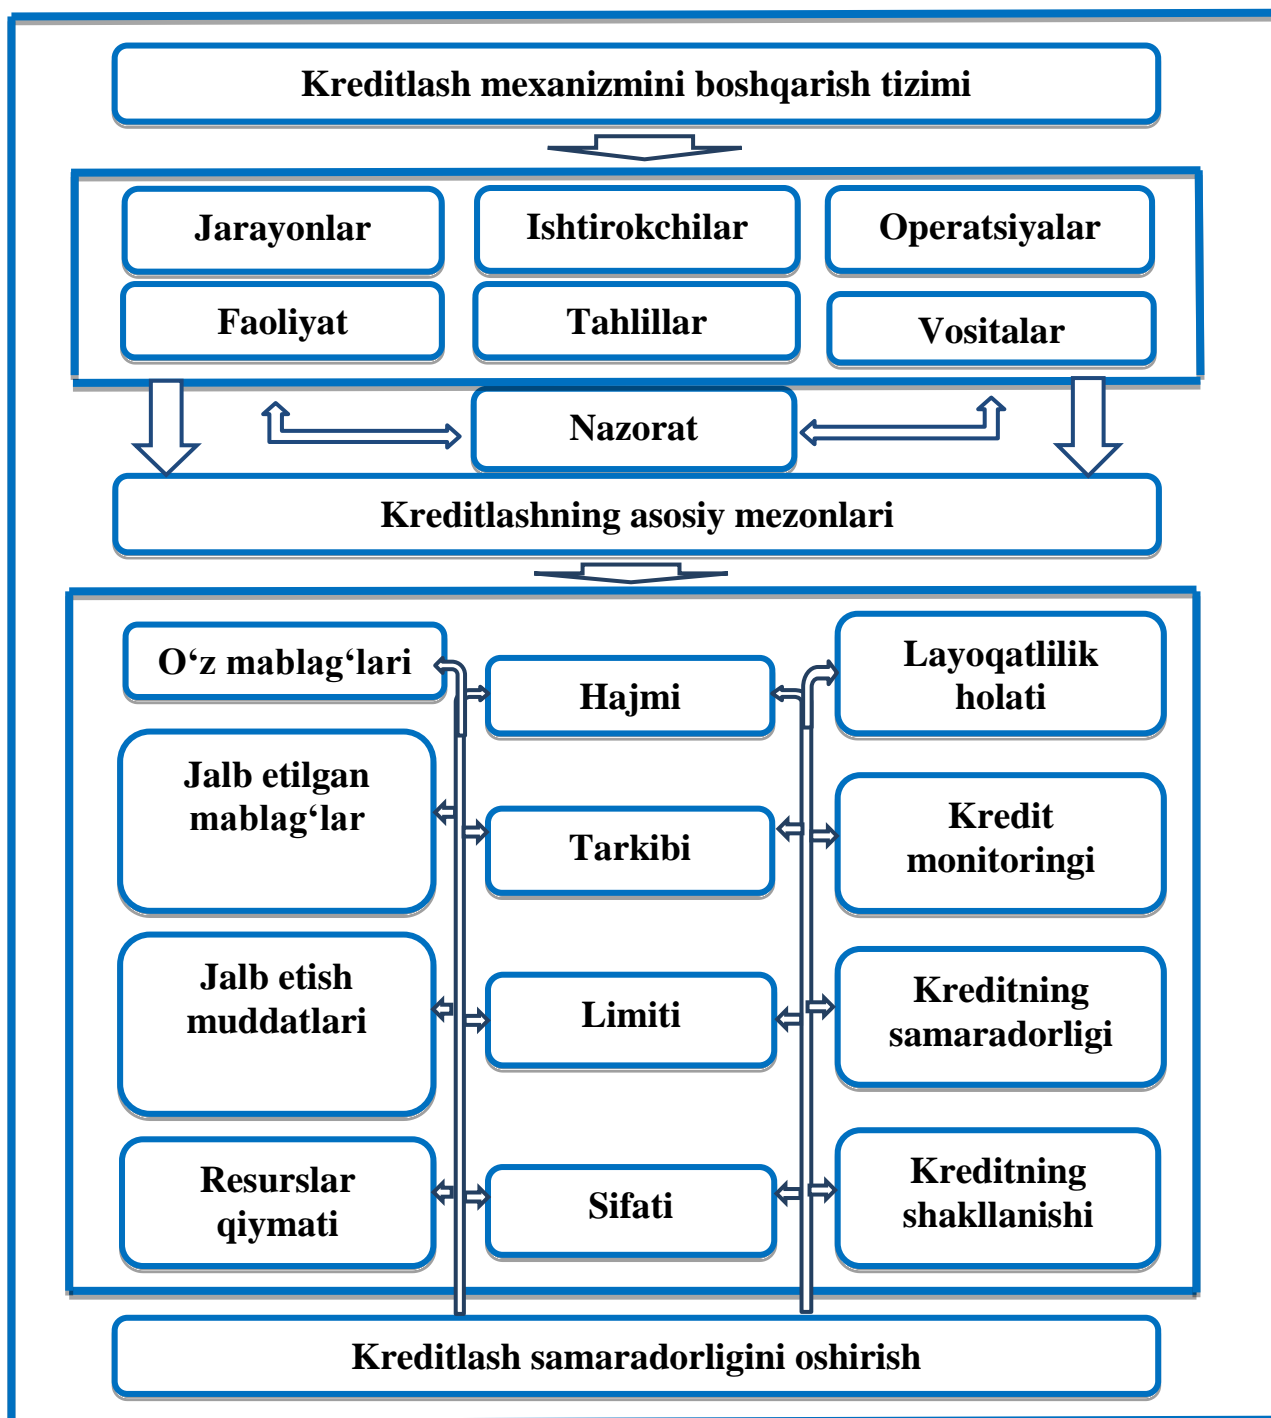 Kreditlash mexanizmini boshqarish tizimi
Jarayonlar
Ishtirokchilar
Operatsiyalar
Faoliyat
Tahlillar
Vositalar
Nazorat
Kreditlashning asosiy mezonlari
O‘z mablag‘lari
Hajmi
Layoqatlilik
holati
Jalb etilgan
mablag‘lar
Tarkibi
Kredit
monitoringi
Jalb etish
muddatlari
Limiti
Kreditning
samaradorligi
Resurslar
qiymati
Sifati
Kreditning
shakllanishi
Kreditlash samaradorligini oshirish